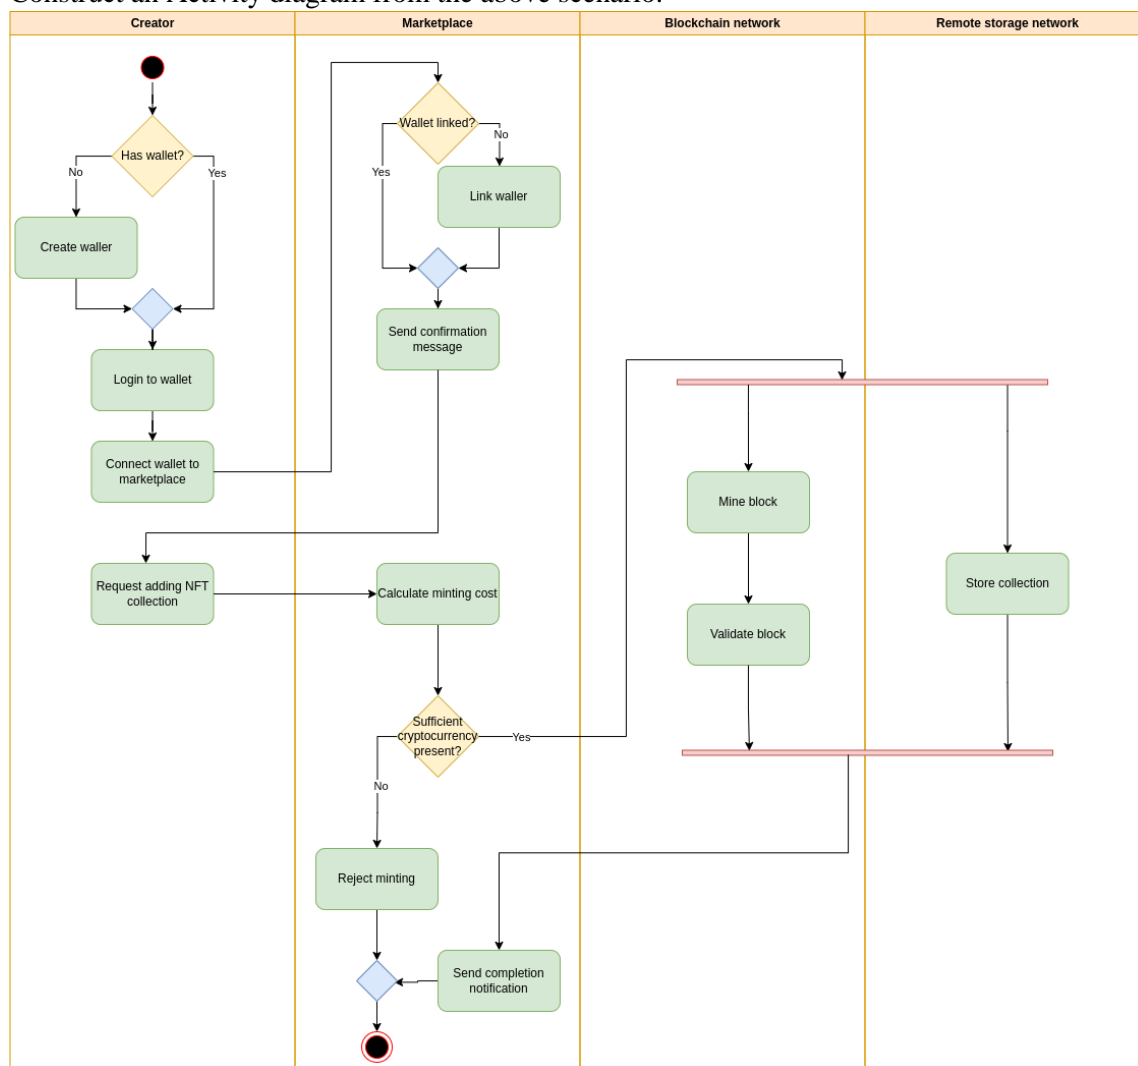 Construct an Activity diagram from the above scenario.
Creator
Marketplace
Blockchain network
Remote storage network
Has wallet?
No
Yes
Create waller
Login to wallet
Connect wallet to
marketplace
Wallet linked?
No
Yes
Link waller
Send confirmation
message
Request adding NFT
collection
Calculate minting cost
Sufficient
cryptocurrency
present?
Yes
No
Mine block
Validate block
Store collection
Reject minting
Send completion
notification